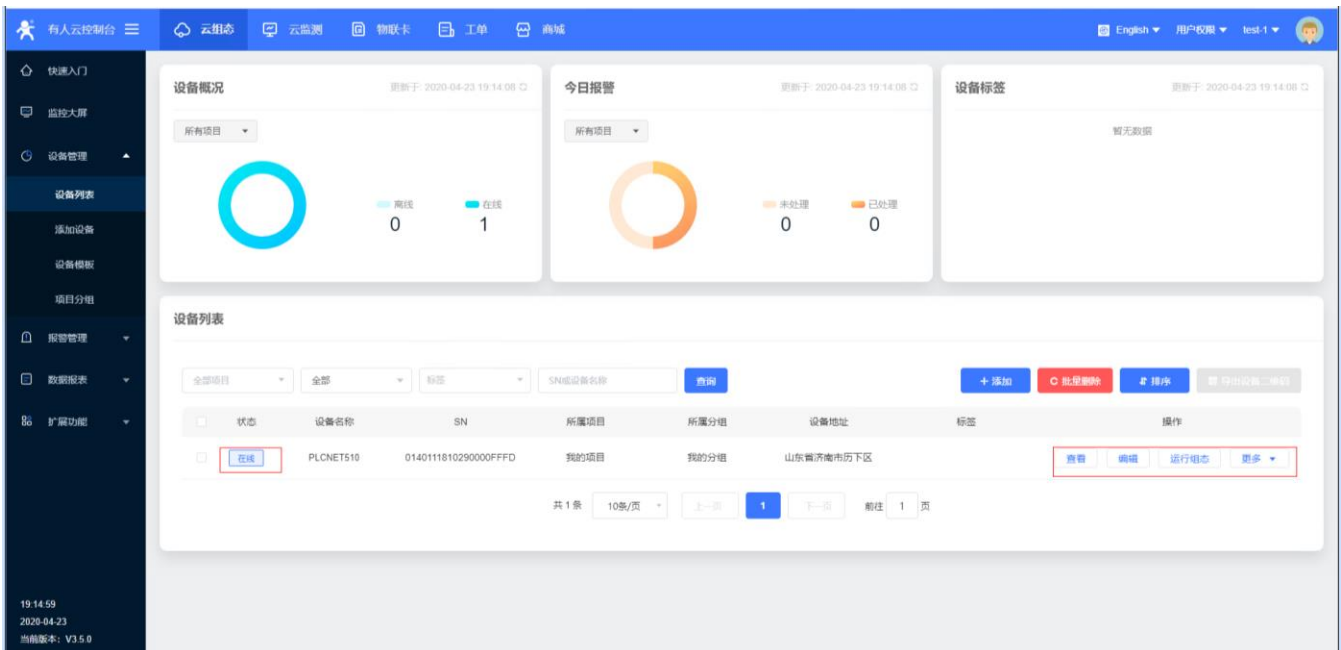 有人云控制台 云组态 云监测 物联卡 工单 商城 English 用户权限 test-1
快速入门
监控大屏
设备管理
设备列表
添加设备
设备模板
项目分组
报警管理
数据报表
扩展功能
19:14:59
2020-04-23
当前版本：V3.5.0
设备概况 更新于: 2020-04-23 19:14:08
所有项目
离线 在线
0 1
今日报警 更新于: 2020-04-23 19:14:08
所有项目
未处理 已处理
0 0
设备标签 更新于: 2020-04-23 19:14:08
暂无数据
设备列表
全部项目 全部 标签 SN或设备名称 查询 + 添加 批量删除 排序 导出设备二维码
状态 设备名称 SN 所属项目 所属分组 设备地址 标签 操作
在线 PLCNET510 01401118102900000FFFD 我的项目 我的分组 山东省济南市历下区 查看 编辑 运行组态 更多
共 1 条 10条/页 上一页 1 下一页 前往 1 页